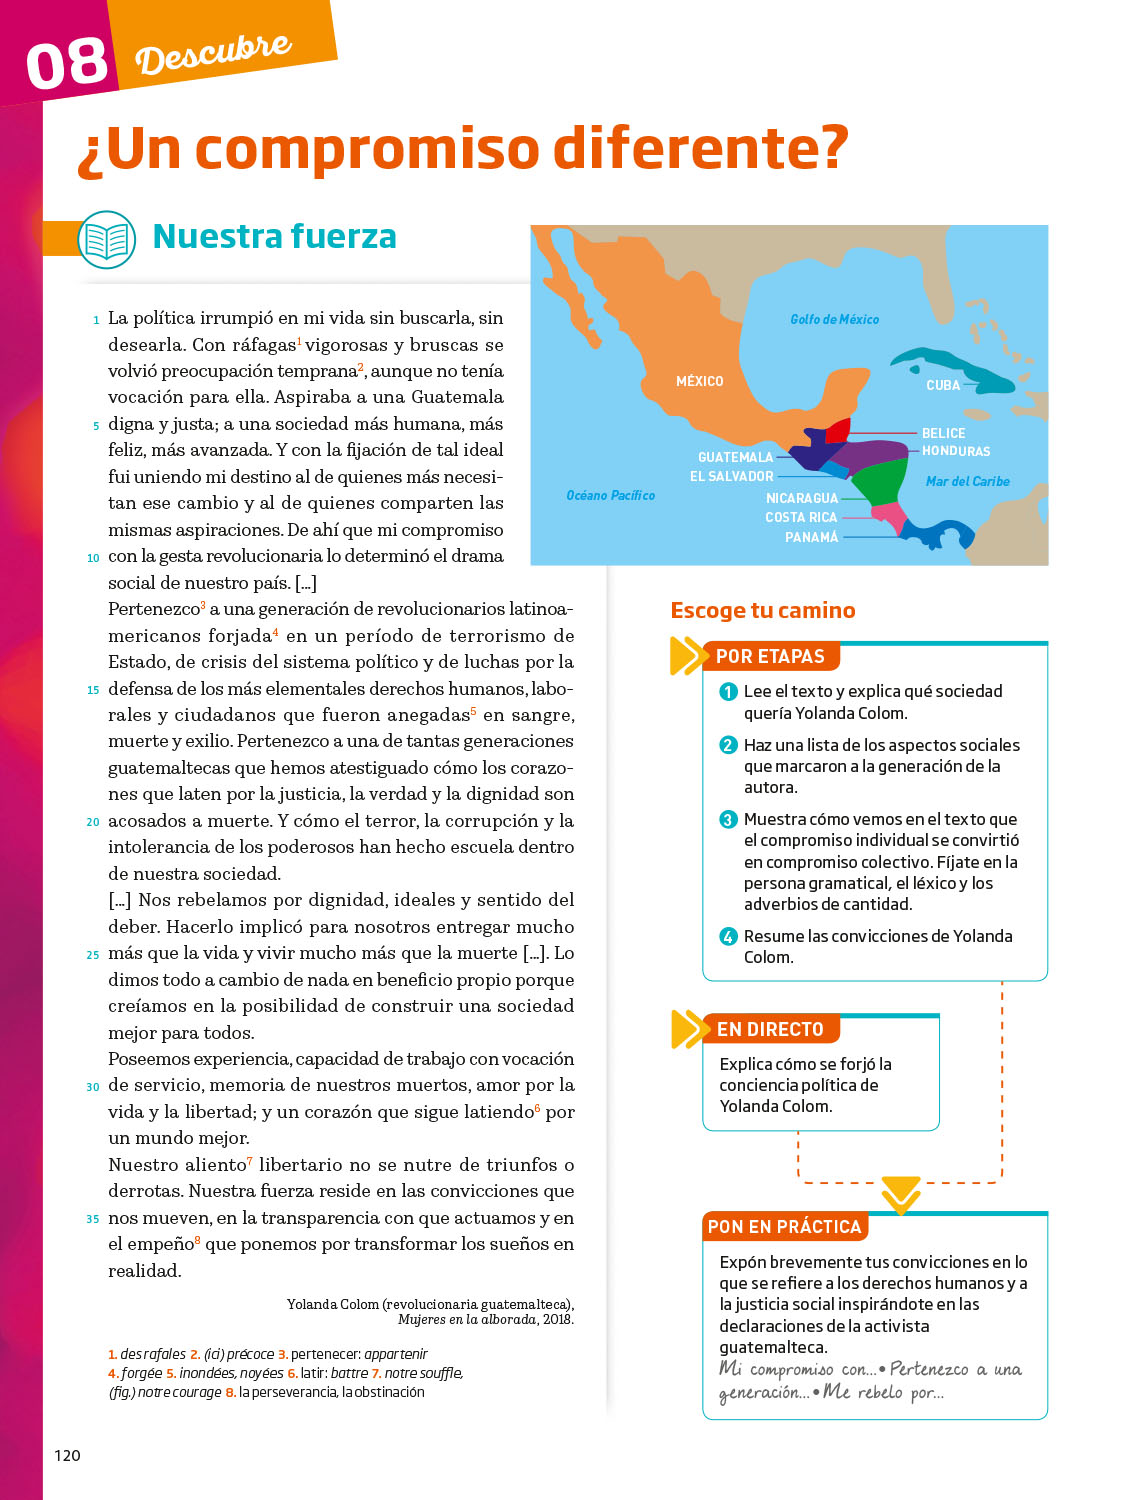 08 Descubre
¿Un compromiso diferente?
Nuestra fuerza
1 La política irrumpió en mi vida sin buscarla, sin
desearla. Con ráfagas1 vigorosas y bruscas se
volvió preocupación temprana2, aunque no tenía
vocación para ella. Aspiraba a una Guatemala
5 digna y justa; a una sociedad más humana, más
feliz, más avanzada. Y con la fijación de tal ideal
fui uniendo mi destino al de quienes más necesi-
tan ese cambio y al de quienes comparten las
mismas aspiraciones. De ahí que mi compromiso
10 con la gesta revolucionaria lo determinó el drama
social de nuestro país. [...]
Pertenezco3 a una generación de revolucionarios latinoa-
mericanos forjada4 en un período de terrorismo de
Estado, de crisis del sistema político y de luchas por la
15 defensa de los más elementales derechos humanos, labo-
rales y ciudadanos que fueron anegadas5 en sangre,
muerte y exilio. Pertenezco a una de tantas generaciones
guatemaltecas que hemos atestiguado cómo los corazo-
nes que laten por la justicia, la verdad y la dignidad son
20 acosados a muerte. Y cómo el terror, la corrupción y la
intolerancia de los poderosos han hecho escuela dentro
de nuestra sociedad.
[...] Nos rebelamos por dignidad, ideales y sentido del
deber. Hacerlo implicó para nosotros entregar mucho
25 más que la vida y vivir mucho más que la muerte [...]. Lo
dimos todo a cambio de nada en beneficio propio porque
creíamos en la posibilidad de construir una sociedad
mejor para todos.
Poseemos experiencia, capacidad de trabajo con vocación
30 de servicio, memoria de nuestros muertos, amor por la
vida y la libertad; y un corazón que sigue latiendo6 por
un mundo mejor.
Nuestro aliento7 libertario no se nutre de triunfos o
derrotas. Nuestra fuerza reside en las convicciones que
35 nos mueven, en la transparencia con que actuamos y en
el empeño8 que ponemos por transformar los sueños en
realidad.
Yolanda Colom (revolucionaria guatemalteca),
Mujeres en la alborada, 2018.
1. des rafales 2. (ici) précoce 3. pertenecer: appartenir
4. forgée 5. inondées, noyées 6. latir: battre 7. notre souffle,
(fig.) notre courage 8. la perseverancia, la obstinación
Golfo de México
MÉXICO
CUBA
BELICE
HONDURAS
GUATEMALA
EL SALVADOR
Mar del Caribe
Océano Pacífico
NICARAGUA
COSTA RICA
PANAMÁ
Escoge tu camino
POR ETAPAS
1 Lee el texto y explica qué sociedad
quería Yolanda Colom.
2 Haz una lista de los aspectos sociales
que marcaron a la generación de la
autora.
3 Muestra cómo vemos en el texto que
el compromiso individual se convirtió
en compromiso colectivo. Fíjate en la
persona gramatical, el léxico y los
adverbios de cantidad.
4 Resume las convicciones de Yolanda
Colom.
EN DIRECTO
Explica cómo se forjó la
conciencia política de
Yolanda Colom.
PON EN PRÁCTICA
Expón brevemente tus convicciones en lo
que se refiere a los derechos humanos y a
la justicia social inspirándote en las
declaraciones de la activista
guatemalteca.
Mi compromiso con... • Pertenezco a una
generación... • Me rebelo por...
120